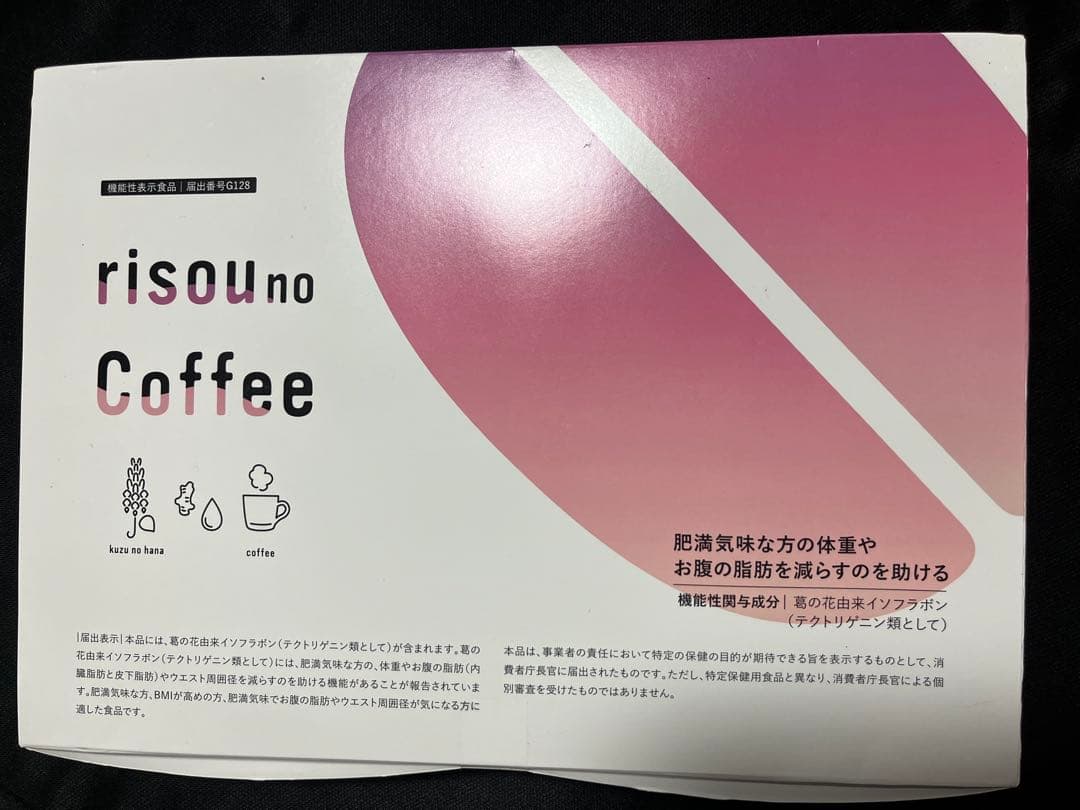 機能性表示食品｜届出番号G128
risou no
Coffee
kuzu no hana
coffee
肥満気味な方の体重や
お腹の脂肪を減らすのを助ける
機能性関与成分｜葛の花由来イソフラボン
（テクトリゲニン類として）
|届出表示|本品には、葛の花由来イソフラボン（テクトリゲニン類として）が含まれます。葛の
花由来イソフラボン（テクトリゲニン類として）には、肥満気味な方の、体重やお腹の脂肪（内
臓脂肪と皮下脂肪）やウエスト周囲径を減らすのを助ける機能があることが報告されていま
す。肥満気味な方、BMIが高めの方、肥満気味でお腹の脂肪やウエスト周囲径が気になる方に
適した食品です。
本品は、事業者の責任において特定の保健の目的が期待できる旨を表示するものとして、消
費者庁長官に届出されたものです。ただし、特定保健用食品と異なり、消費者庁長官による個
別審査を受けたものではありません。